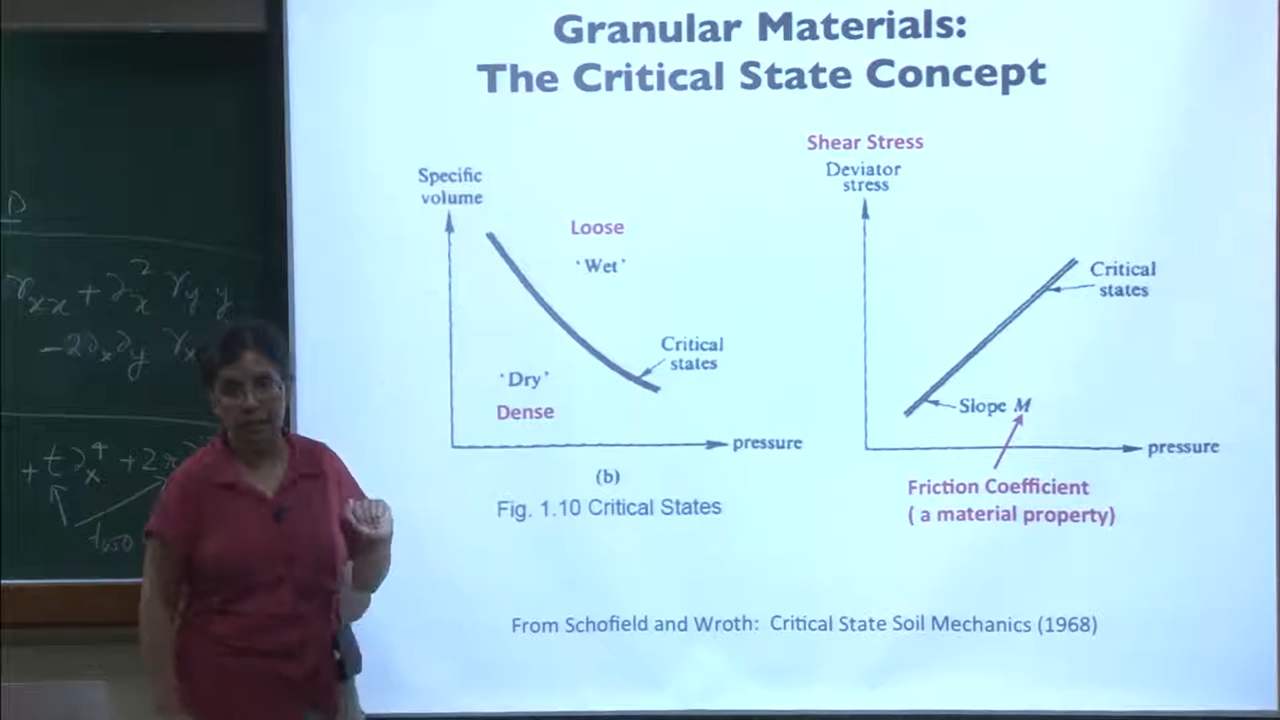 Granular Materials:
The Critical State Concept
Specific
volume
Loose
'Wet'
Critical
states
'Dry'
Dense
pressure
(b)
Fig. 1.10 Critical States
Shear Stress
Deviator
stress
Critical
states
Slope M
pressure
Friction Coefficient
( a material property)
From Schofield and Wroth: Critical State Soil Mechanics (1968)
D